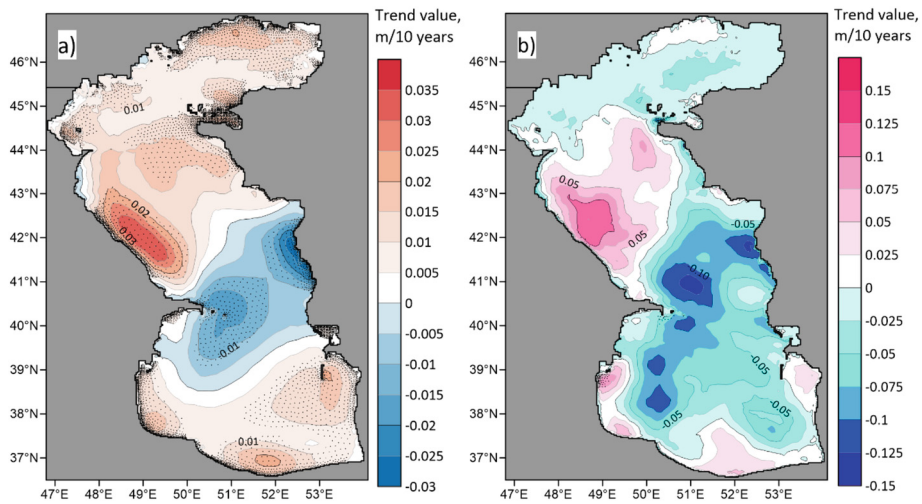 Trend value,
m/10 years
a)
47°N
46°N
45°N
44°N
43°N
42°N
41°N
40°N
39°N
38°N
37°N
0.01
0.02
0.03
-0.01
0.01
47°E 48°E 49°E 50°E 51°E 52°E 53°E
0.035
0.03
0.025
0.02
0.015
0.01
0.005
0
-0.005
-0.01
-0.015
-0.02
-0.025
-0.03
Trend value,
m/10 years
b)
47°N
46°N
45°N
44°N
43°N
42°N
41°N
40°N
39°N
38°N
37°N
0.05
0.05
-0.05
-0.10
-0.05
-0.05
-0.05
47°E 48°E 49°E 50°E 51°E 52°E 53°E
0.15
0.125
0.1
0.075
0.05
0.025
0
-0.025
-0.05
-0.075
-0.1
-0.125
-0.15